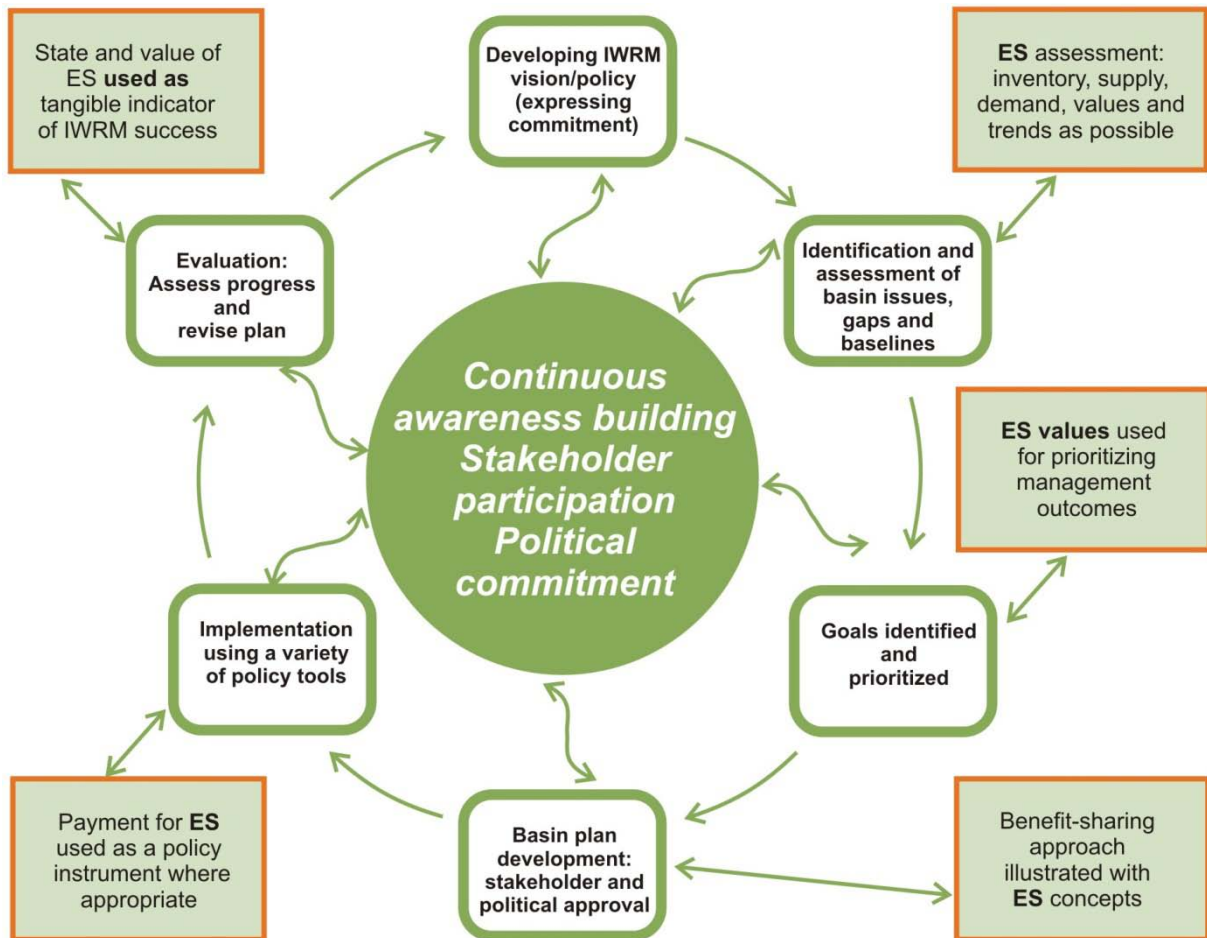 State and value of
ES used as
tangible indicator
of IWRM success
Developing IWRM
vision/policy
(expressing
commitment)
ES assessment:
inventory, supply,
demand, values and
trends as possible
Evaluation:
Assess progress
and
revise plan
Identification and
assessment of
basin issues,
gaps and
baselines
Continuous
awareness building
Stakeholder
participation
Political
commitment
ES values used
for prioritizing
management
outcomes
Implementation
using a variety
of policy tools
Goals identified
and
prioritized
Payment for ES
used as a policy
instrument where
appropriate
Basin plan
development:
stakeholder and
political approval
Benefit-sharing
approach
illustrated with
ES concepts